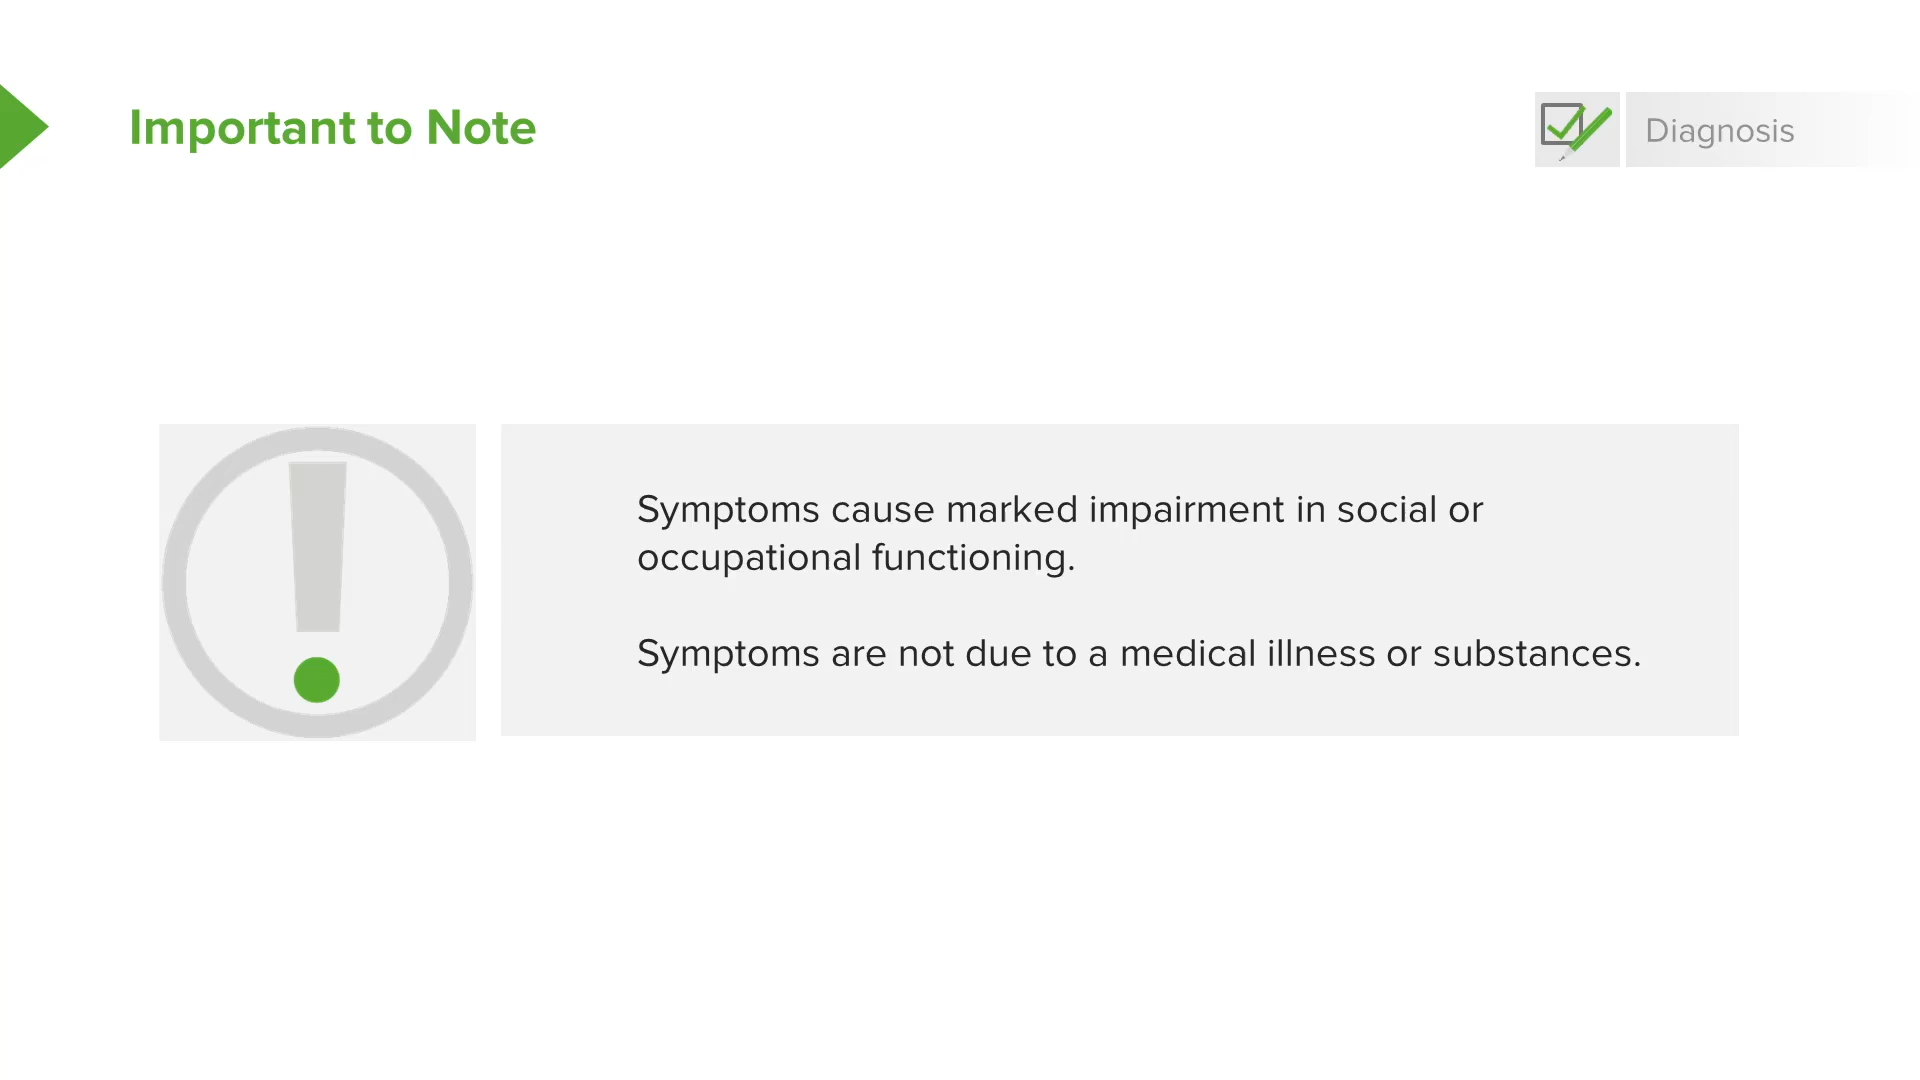 Important to Note
Diagnosis
Symptoms cause marked impairment in social or
occupational functioning.
Symptoms are not due to a medical illness or substances.